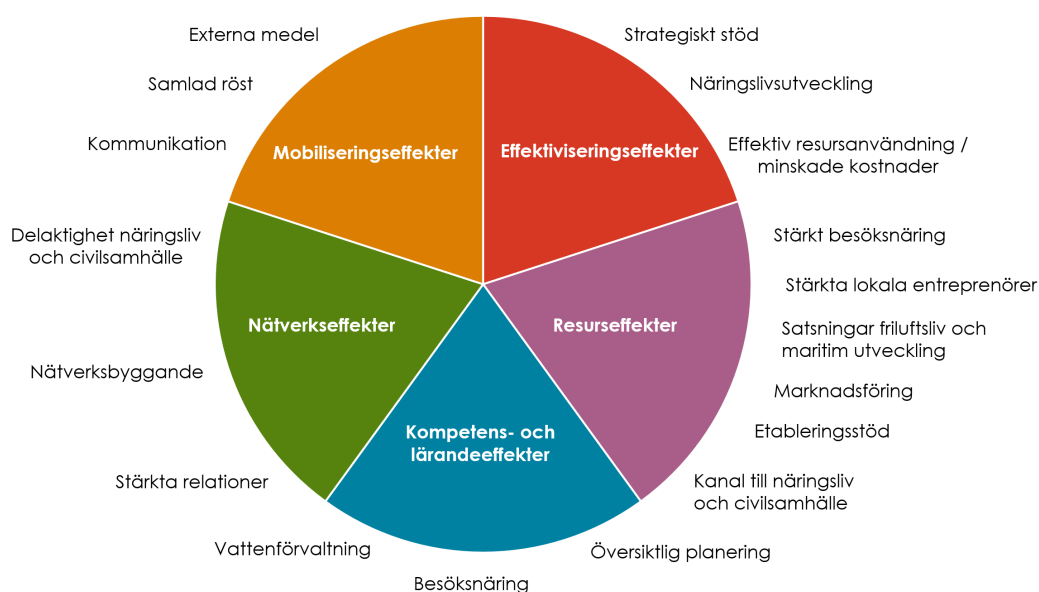 Externa medel
Samlad röst
Kommunikation
Mobiliseringseffekter
Strategiskt stöd
Näringslivsutveckling
Effektiv resursanvändning /
minskade kostnader
Effektiviseringseffekter
Stärkt besöksnäring
Stärkta lokala entreprenörer
Satsningar friluftsliv och
maritim utveckling
Marknadsföring
Etableringsstöd
Kanal till näringsliv
och civilsamhälle
Resurseffekter
Översiktlig planering
Besöksnäring
Vattenförvaltning
Kompetens- och
lärandeeffekter
Stärkta relationer
Nätverksbyggande
Delaktighet näringsliv
och civilsamhälle
Nätverkseffekter